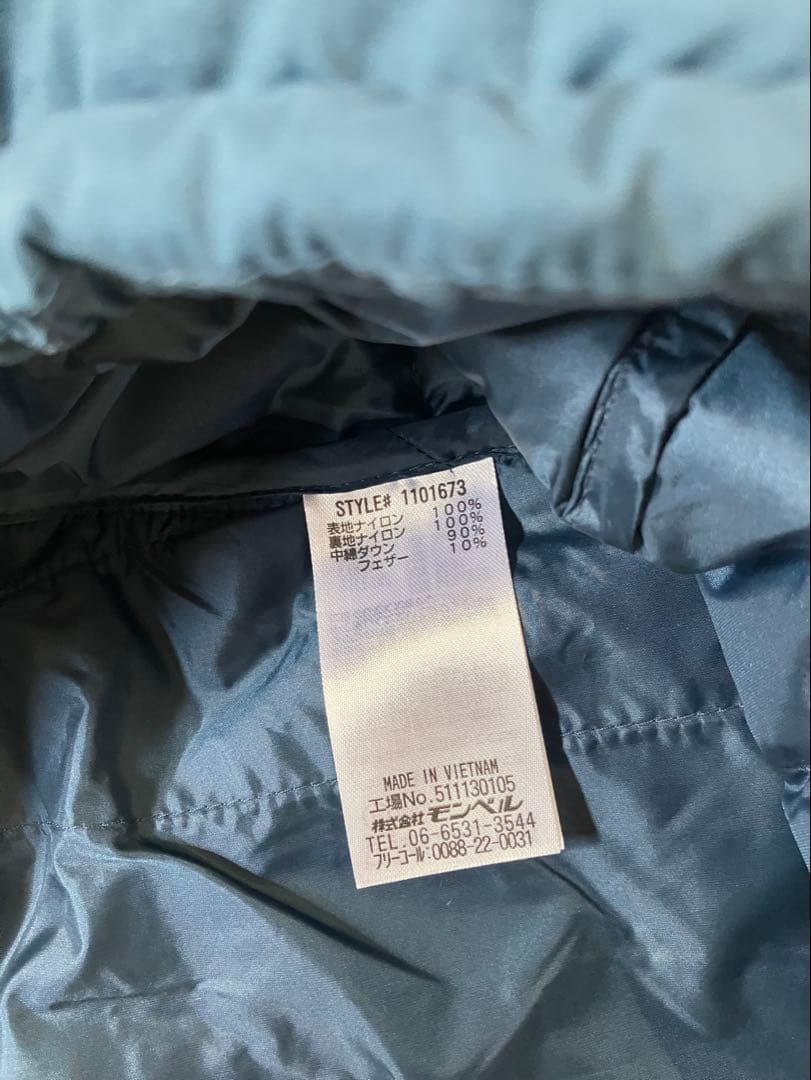 STYLE# 1101673
表地ナイロン 100%
裏地ナイロン 100%
中綿ダウン 90%
フェザー 10%
MADE IN VIETNAM
工場No.511130105
株式会社モンベル
TEL.06-6531-3544
フリーコール:0088-22-0031